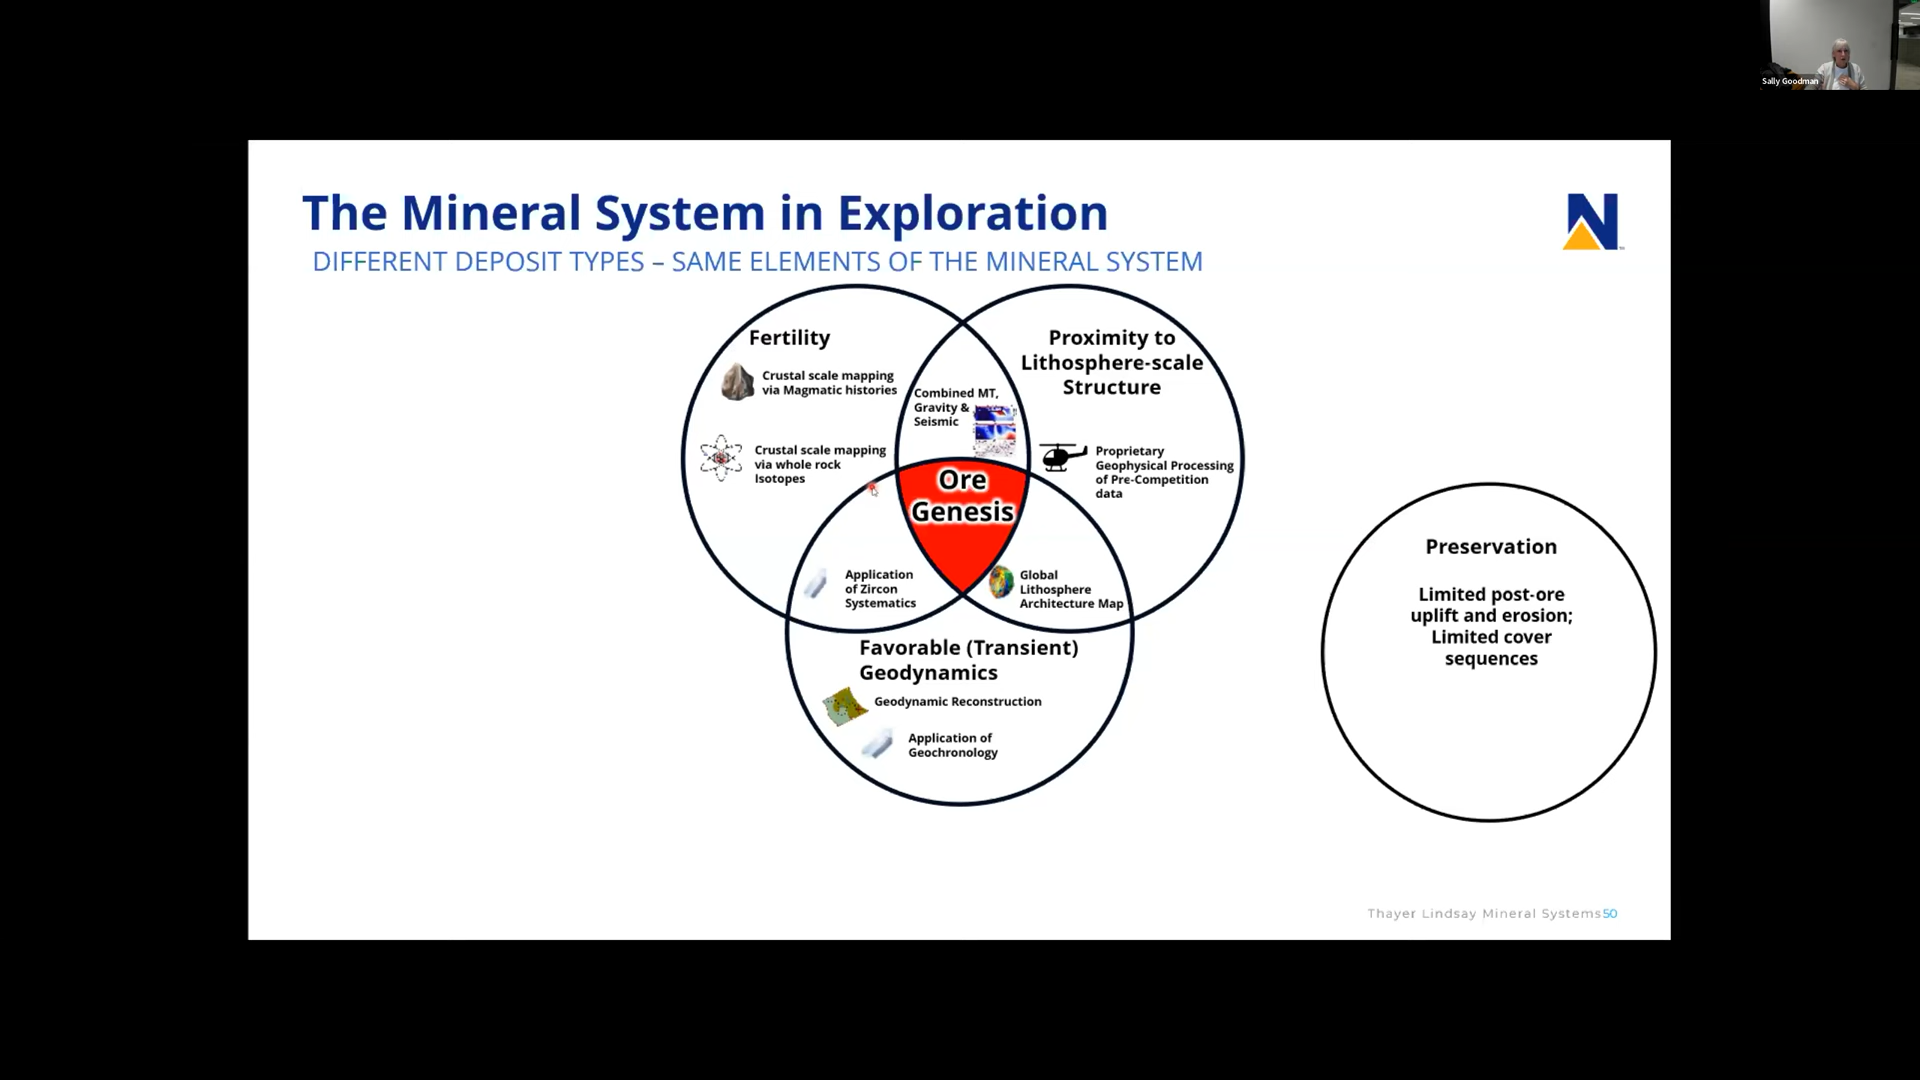 Sally Goodman
The Mineral System in Exploration
DIFFERENT DEPOSIT TYPES – SAME ELEMENTS OF THE MINERAL SYSTEM
N
Fertility
Crustal scale mapping
via Magmatic histories
Crustal scale mapping
via whole rock
Isotopes
Combined MT,
Gravity &
Seismic
Proximity to
Lithosphere-scale
Structure
Proprietary
Geophysical Processing
of Pre-Competition
data
Ore
Genesis
Application
of Zircon
Systematics
Global
Lithosphere
Architecture Map
Favorable (Transient)
Geodynamics
Geodynamic Reconstruction
Application of
Geochronology
Preservation
Limited post-ore
uplift and erosion;
Limited cover
sequences
Thayer Lindsay Mineral Systems50